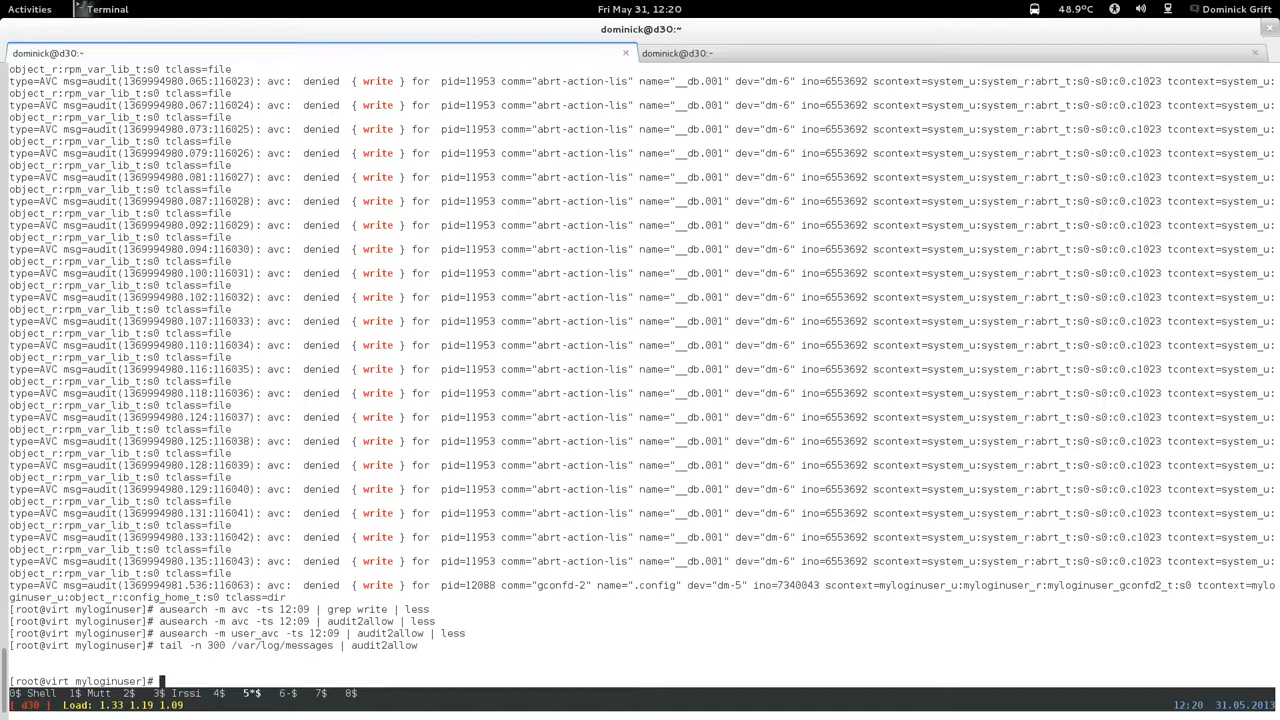 Activities Terminal Fri May 31, 12:20 48.9ºC Dominick Grift
dominick@d30:~
dominick@d30:~ × dominick@d30:~ ×
object_r:rpm_var_lib_t:s0 tclass=file
type=AVC msg=audit(1369994980.065:116023): avc:  denied  { write } for  pid=11953 comm="abrt-action-lis" name="__db.001" dev="dm-6" ino=6553692 scontext=system_u:system_r:abrt_t:s0-s0:c0.c1023 tcontext=system_u:
object_r:rpm_var_lib_t:s0 tclass=file
type=AVC msg=audit(1369994980.067:116024): avc:  denied  { write } for  pid=11953 comm="abrt-action-lis" name="__db.001" dev="dm-6" ino=6553692 scontext=system_u:system_r:abrt_t:s0-s0:c0.c1023 tcontext=system_u:
object_r:rpm_var_lib_t:s0 tclass=file
type=AVC msg=audit(1369994980.073:116025): avc:  denied  { write } for  pid=11953 comm="abrt-action-lis" name="__db.001" dev="dm-6" ino=6553692 scontext=system_u:system_r:abrt_t:s0-s0:c0.c1023 tcontext=system_u:
object_r:rpm_var_lib_t:s0 tclass=file
type=AVC msg=audit(1369994980.079:116026): avc:  denied  { write } for  pid=11953 comm="abrt-action-lis" name="__db.001" dev="dm-6" ino=6553692 scontext=system_u:system_r:abrt_t:s0-s0:c0.c1023 tcontext=system_u:
object_r:rpm_var_lib_t:s0 tclass=file
type=AVC msg=audit(1369994980.081:116027): avc:  denied  { write } for  pid=11953 comm="abrt-action-lis" name="__db.001" dev="dm-6" ino=6553692 scontext=system_u:system_r:abrt_t:s0-s0:c0.c1023 tcontext=system_u:
object_r:rpm_var_lib_t:s0 tclass=file
type=AVC msg=audit(1369994980.087:116028): avc:  denied  { write } for  pid=11953 comm="abrt-action-lis" name="__db.001" dev="dm-6" ino=6553692 scontext=system_u:system_r:abrt_t:s0-s0:c0.c1023 tcontext=system_u:
object_r:rpm_var_lib_t:s0 tclass=file
type=AVC msg=audit(1369994980.092:116029): avc:  denied  { write } for  pid=11953 comm="abrt-action-lis" name="__db.001" dev="dm-6" ino=6553692 scontext=system_u:system_r:abrt_t:s0-s0:c0.c1023 tcontext=system_u:
object_r:rpm_var_lib_t:s0 tclass=file
type=AVC msg=audit(1369994980.094:116030): avc:  denied  { write } for  pid=11953 comm="abrt-action-lis" name="__db.001" dev="dm-6" ino=6553692 scontext=system_u:system_r:abrt_t:s0-s0:c0.c1023 tcontext=system_u:
object_r:rpm_var_lib_t:s0 tclass=file
type=AVC msg=audit(1369994980.100:116031): avc:  denied  { write } for  pid=11953 comm="abrt-action-lis" name="__db.001" dev="dm-6" ino=6553692 scontext=system_u:system_r:abrt_t:s0-s0:c0.c1023 tcontext=system_u:
object_r:rpm_var_lib_t:s0 tclass=file
type=AVC msg=audit(1369994980.102:116032): avc:  denied  { write } for  pid=11953 comm="abrt-action-lis" name="__db.001" dev="dm-6" ino=6553692 scontext=system_u:system_r:abrt_t:s0-s0:c0.c1023 tcontext=system_u:
object_r:rpm_var_lib_t:s0 tclass=file
type=AVC msg=audit(1369994980.107:116033): avc:  denied  { write } for  pid=11953 comm="abrt-action-lis" name="__db.001" dev="dm-6" ino=6553692 scontext=system_u:system_r:abrt_t:s0-s0:c0.c1023 tcontext=system_u:
object_r:rpm_var_lib_t:s0 tclass=file
type=AVC msg=audit(1369994980.110:116034): avc:  denied  { write } for  pid=11953 comm="abrt-action-lis" name="__db.001" dev="dm-6" ino=6553692 scontext=system_u:system_r:abrt_t:s0-s0:c0.c1023 tcontext=system_u:
object_r:rpm_var_lib_t:s0 tclass=file
type=AVC msg=audit(1369994980.116:116035): avc:  denied  { write } for  pid=11953 comm="abrt-action-lis" name="__db.001" dev="dm-6" ino=6553692 scontext=system_u:system_r:abrt_t:s0-s0:c0.c1023 tcontext=system_u:
object_r:rpm_var_lib_t:s0 tclass=file
type=AVC msg=audit(1369994980.118:116036): avc:  denied  { write } for  pid=11953 comm="abrt-action-lis" name="__db.001" dev="dm-6" ino=6553692 scontext=system_u:system_r:abrt_t:s0-s0:c0.c1023 tcontext=system_u:
object_r:rpm_var_lib_t:s0 tclass=file
type=AVC msg=audit(1369994980.124:116037): avc:  denied  { write } for  pid=11953 comm="abrt-action-lis" name="__db.001" dev="dm-6" ino=6553692 scontext=system_u:system_r:abrt_t:s0-s0:c0.c1023 tcontext=system_u:
object_r:rpm_var_lib_t:s0 tclass=file
type=AVC msg=audit(1369994980.125:116038): avc:  denied  { write } for  pid=11953 comm="abrt-action-lis" name="__db.001" dev="dm-6" ino=6553692 scontext=system_u:system_r:abrt_t:s0-s0:c0.c1023 tcontext=system_u:
object_r:rpm_var_lib_t:s0 tclass=file
type=AVC msg=audit(1369994980.128:116039): avc:  denied  { write } for  pid=11953 comm="abrt-action-lis" name="__db.001" dev="dm-6" ino=6553692 scontext=system_u:system_r:abrt_t:s0-s0:c0.c1023 tcontext=system_u:
object_r:rpm_var_lib_t:s0 tclass=file
type=AVC msg=audit(1369994980.129:116040): avc:  denied  { write } for  pid=11953 comm="abrt-action-lis" name="__db.001" dev="dm-6" ino=6553692 scontext=system_u:system_r:abrt_t:s0-s0:c0.c1023 tcontext=system_u:
object_r:rpm_var_lib_t:s0 tclass=file
type=AVC msg=audit(1369994980.131:116041): avc:  denied  { write } for  pid=11953 comm="abrt-action-lis" name="__db.001" dev="dm-6" ino=6553692 scontext=system_u:system_r:abrt_t:s0-s0:c0.c1023 tcontext=system_u:
object_r:rpm_var_lib_t:s0 tclass=file
type=AVC msg=audit(1369994980.133:116042): avc:  denied  { write } for  pid=11953 comm="abrt-action-lis" name="__db.001" dev="dm-6" ino=6553692 scontext=system_u:system_r:abrt_t:s0-s0:c0.c1023 tcontext=system_u:
object_r:rpm_var_lib_t:s0 tclass=file
type=AVC msg=audit(1369994980.135:116043): avc:  denied  { write } for  pid=11953 comm="abrt-action-lis" name="__db.001" dev="dm-6" ino=6553692 scontext=system_u:system_r:abrt_t:s0-s0:c0.c1023 tcontext=system_u:
object_r:rpm_var_lib_t:s0 tclass=file
type=AVC msg=audit(1369994981.536:116063): avc:  denied  { write } for  pid=12088 comm="gconfd-2" name=".config" dev="dm-5" ino=7340043 scontext=myloginuser_u:myloginuser_r:myloginuser_gconfd2_t:s0 tcontext=mylo
ginuser_u:object_r:config_home_t:s0 tclass=dir
[root@virt myloginuser]# ausearch -m avc -ts 12:09 | grep write | less
[root@virt myloginuser]# ausearch -m avc -ts 12:09 | audit2allow | less
[root@virt myloginuser]# ausearch -m user_avc -ts 12:09 | audit2allow | less
[root@virt myloginuser]# tail -n 300 /var/log/messages | audit2allow
[root@virt myloginuser]#
0$ Shell  1$ Mutt  2$  3$ Irssi  4$  5*$  6-$  7$  8$
[ d30 ]  Load: 1.33 1.19 1.09 12:20 31.05.2013